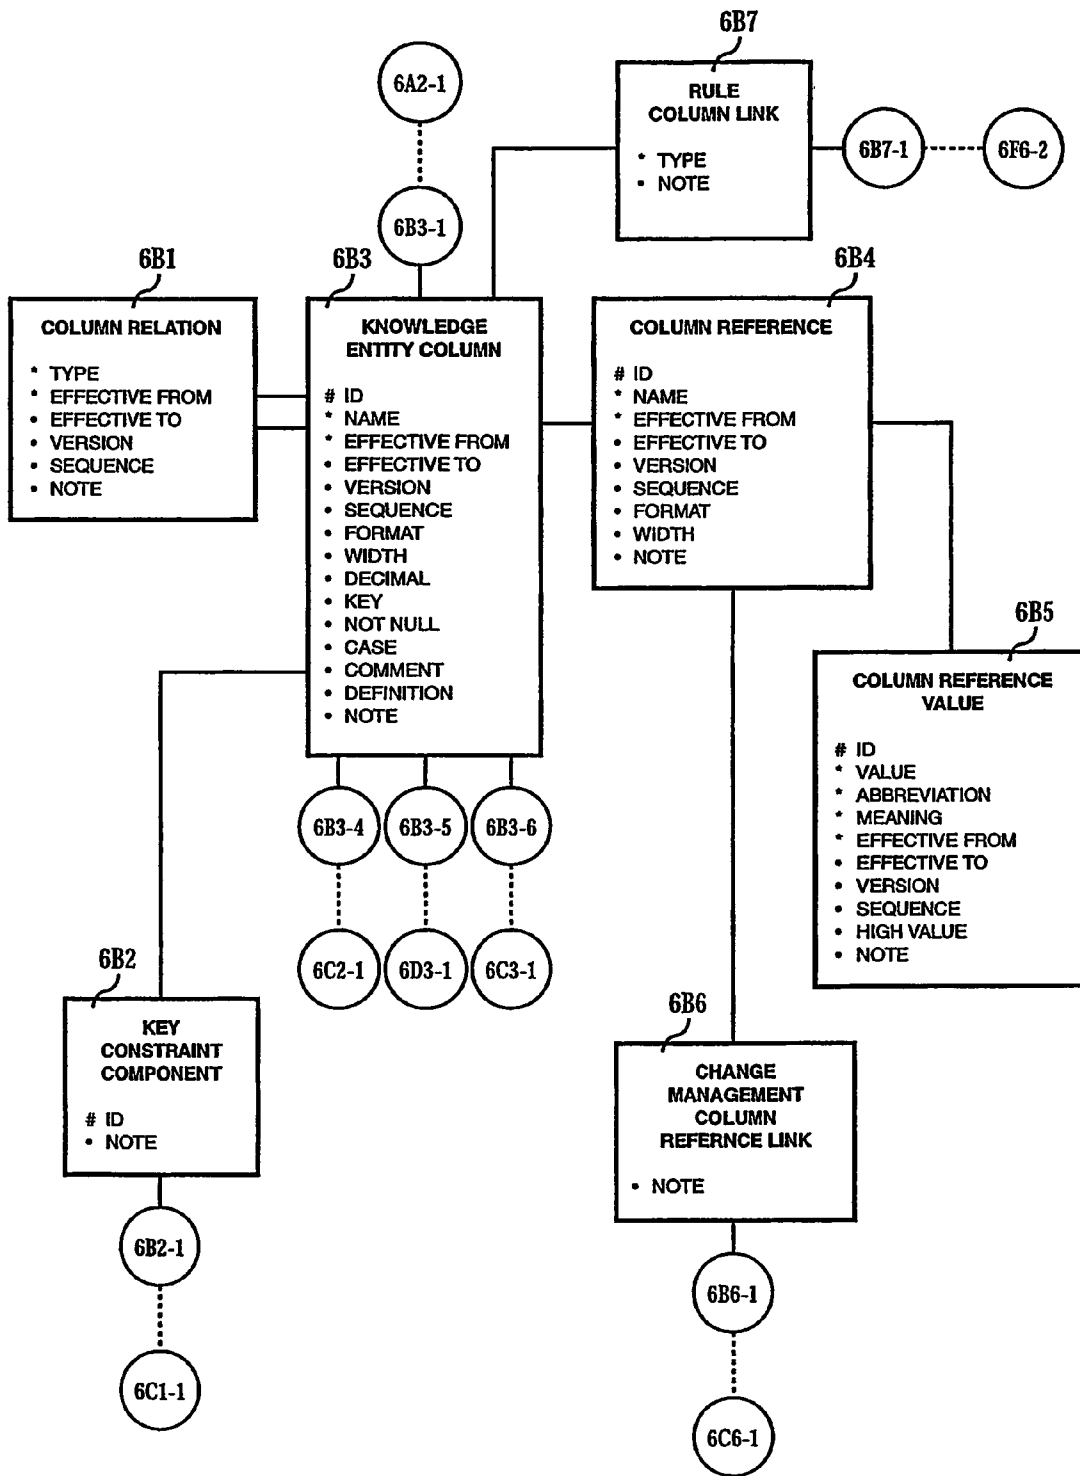 6B7
RULE
COLUMN LINK
* TYPE
• NOTE
6A2-1
6B3-1
6B7-1
6F6-2
6B1
COLUMN RELATION
* TYPE
* EFFECTIVE FROM
• EFFECTIVE TO
• VERSION
• SEQUENCE
• NOTE
6B3
KNOWLEDGE
ENTITY COLUMN
# ID
* NAME
* EFFECTIVE FROM
• EFFECTIVE TO
• VERSION
• SEQUENCE
• FORMAT
• WIDTH
• DECIMAL
• KEY
• NOT NULL
• CASE
• COMMENT
• DEFINITION
• NOTE
6B4
COLUMN REFERENCE
# ID
* NAME
* EFFECTIVE FROM
• EFFECTIVE TO
• VERSION
• SEQUENCE
• FORMAT
• WIDTH
• NOTE
6B5
COLUMN REFERENCE
VALUE
# ID
* VALUE
* ABBREVIATION
* MEANING
* EFFECTIVE FROM
• EFFECTIVE TO
• VERSION
• SEQUENCE
• HIGH VALUE
• NOTE
6B3-4
6B3-5
6B3-6
6C2-1
6D3-1
6C3-1
6B2
KEY
CONSTRAINT
COMPONENT
# ID
• NOTE
6B2-1
6C1-1
6B6
CHANGE
MANAGEMENT
COLUMN
REFERNCE LINK
• NOTE
6B6-1
6C6-1